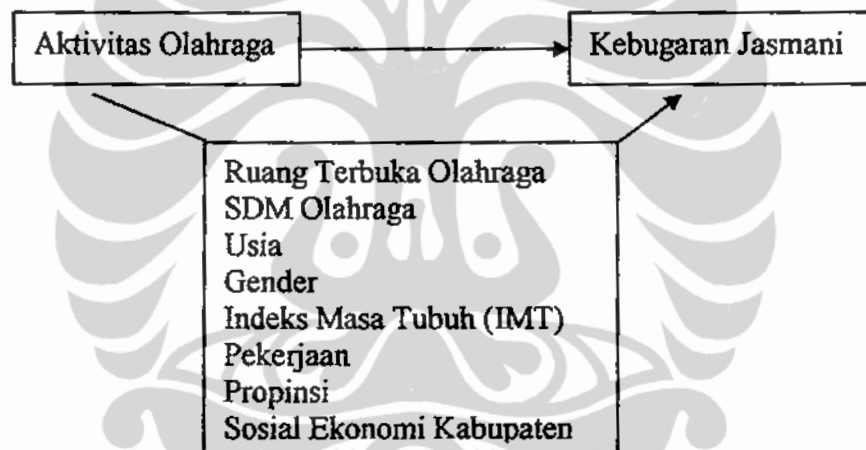 Aktivitas Olahraga
Kebugaran Jasmani
Ruang Terbuka Olahraga
SDM Olahraga
Usia
Gender
Indeks Masa Tubuh (IMT)
Pekerjaan
Propinsi
Sosial Ekonomi Kabupaten